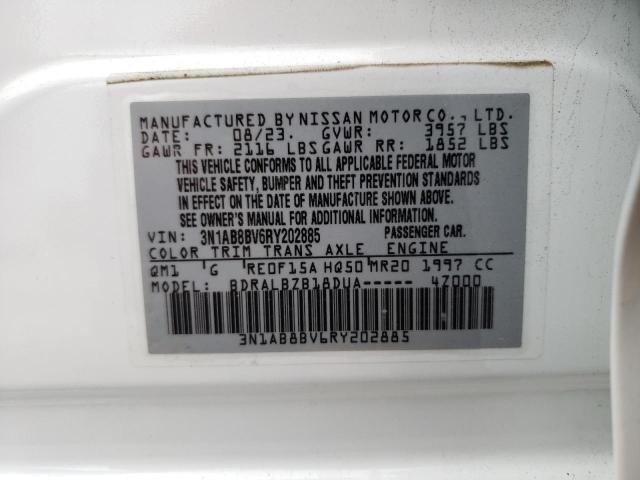 MANUFACTURED BY NISSAN MOTOR CO., LTD.
DATE: 08/23. GVWR: 3957 LBS
GAWR FR: 2116 LBS GAWR RR: 1852 LBS
THIS VEHICLE CONFORMS TO ALL APPLICABLE FEDERAL MOTOR
VEHICLE SAFETY, BUMPER AND THEFT PREVENTION STANDARDS
IN EFFECT ON THE DATE OF MANUFACTURE SHOWN ABOVE.
SEE OWNER'S MANUAL FOR ADDITIONAL INFORMATION.
VIN: 3N1AB8BV6RY202885 PASSENGER CAR.
COLOR TRIM TRANS AXLE ENGINE
QM1 G RE0F15A HQ50 MR20 1997 CC
MODEL: BDRALBZB18DUA----- 4Z000
3N1AB8BV6RY202885